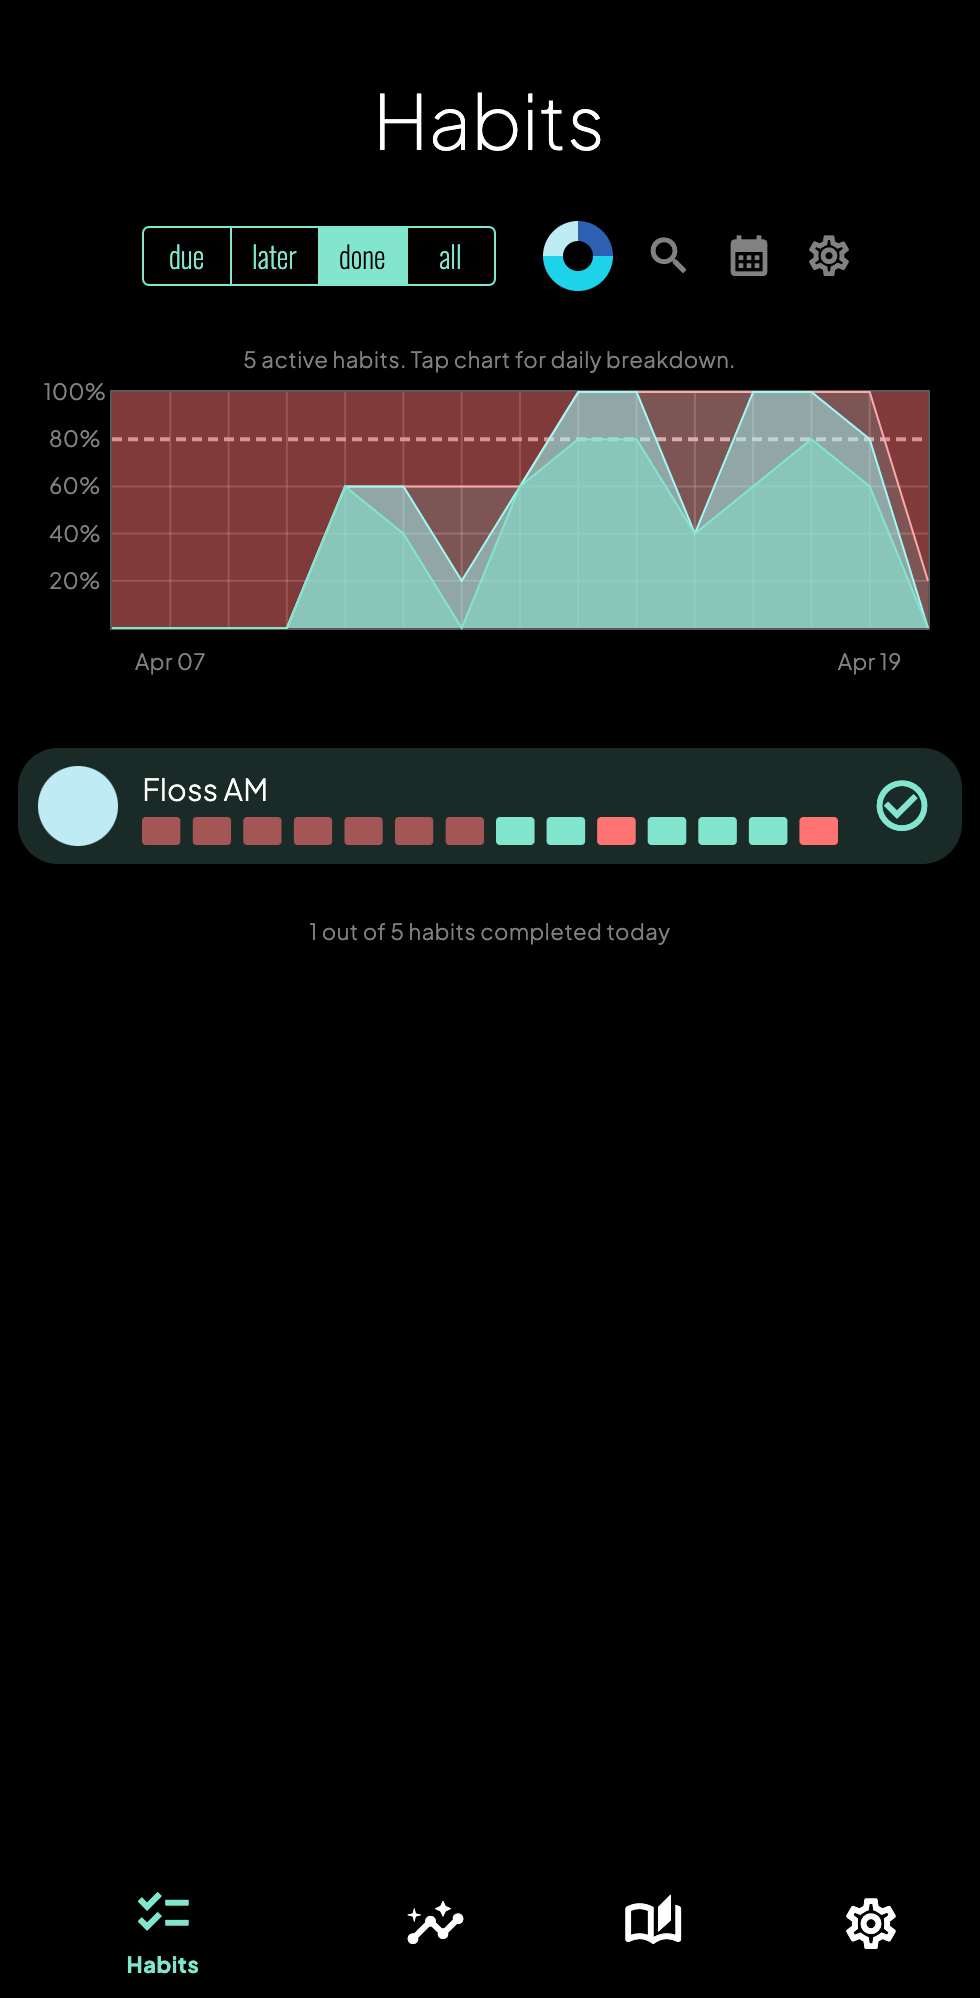 Habits
due later done all
5 active habits. Tap chart for daily breakdown.
100%
80%
60%
40%
20%
Apr 07 Apr 19
Floss AM
1 out of 5 habits completed today
Habits